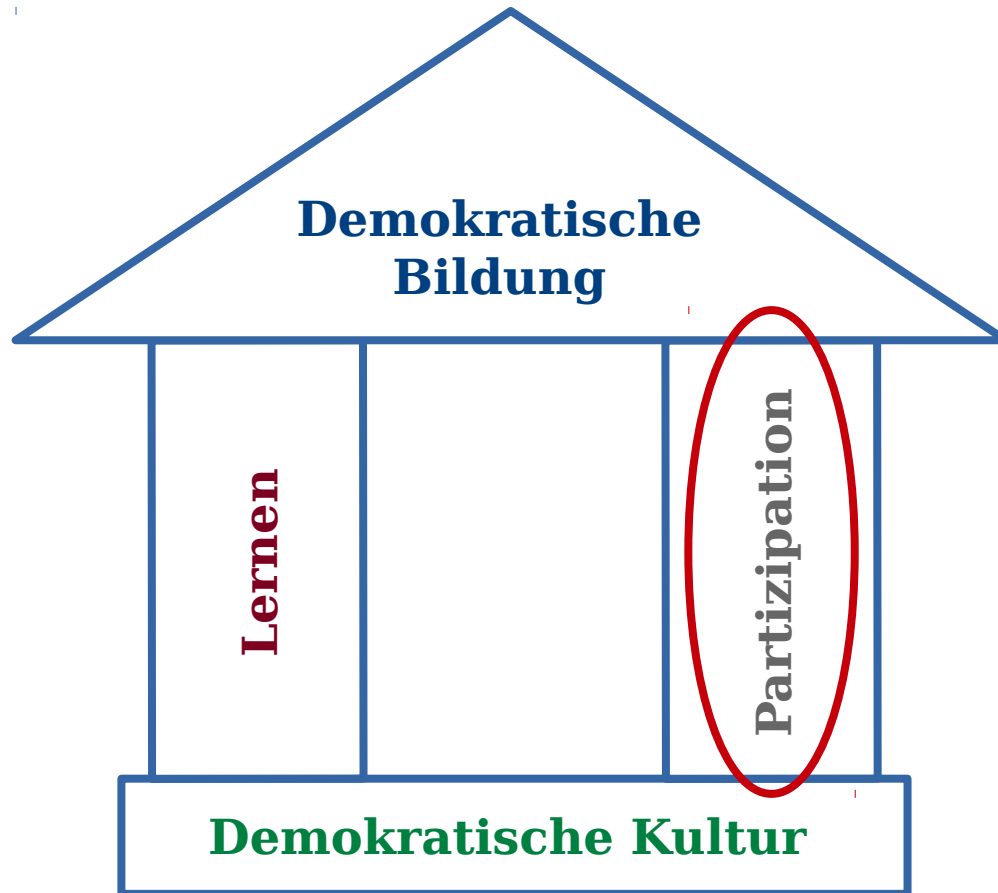 Demokratische
Bildung
Lernen
Partizipation
Demokratische Kultur